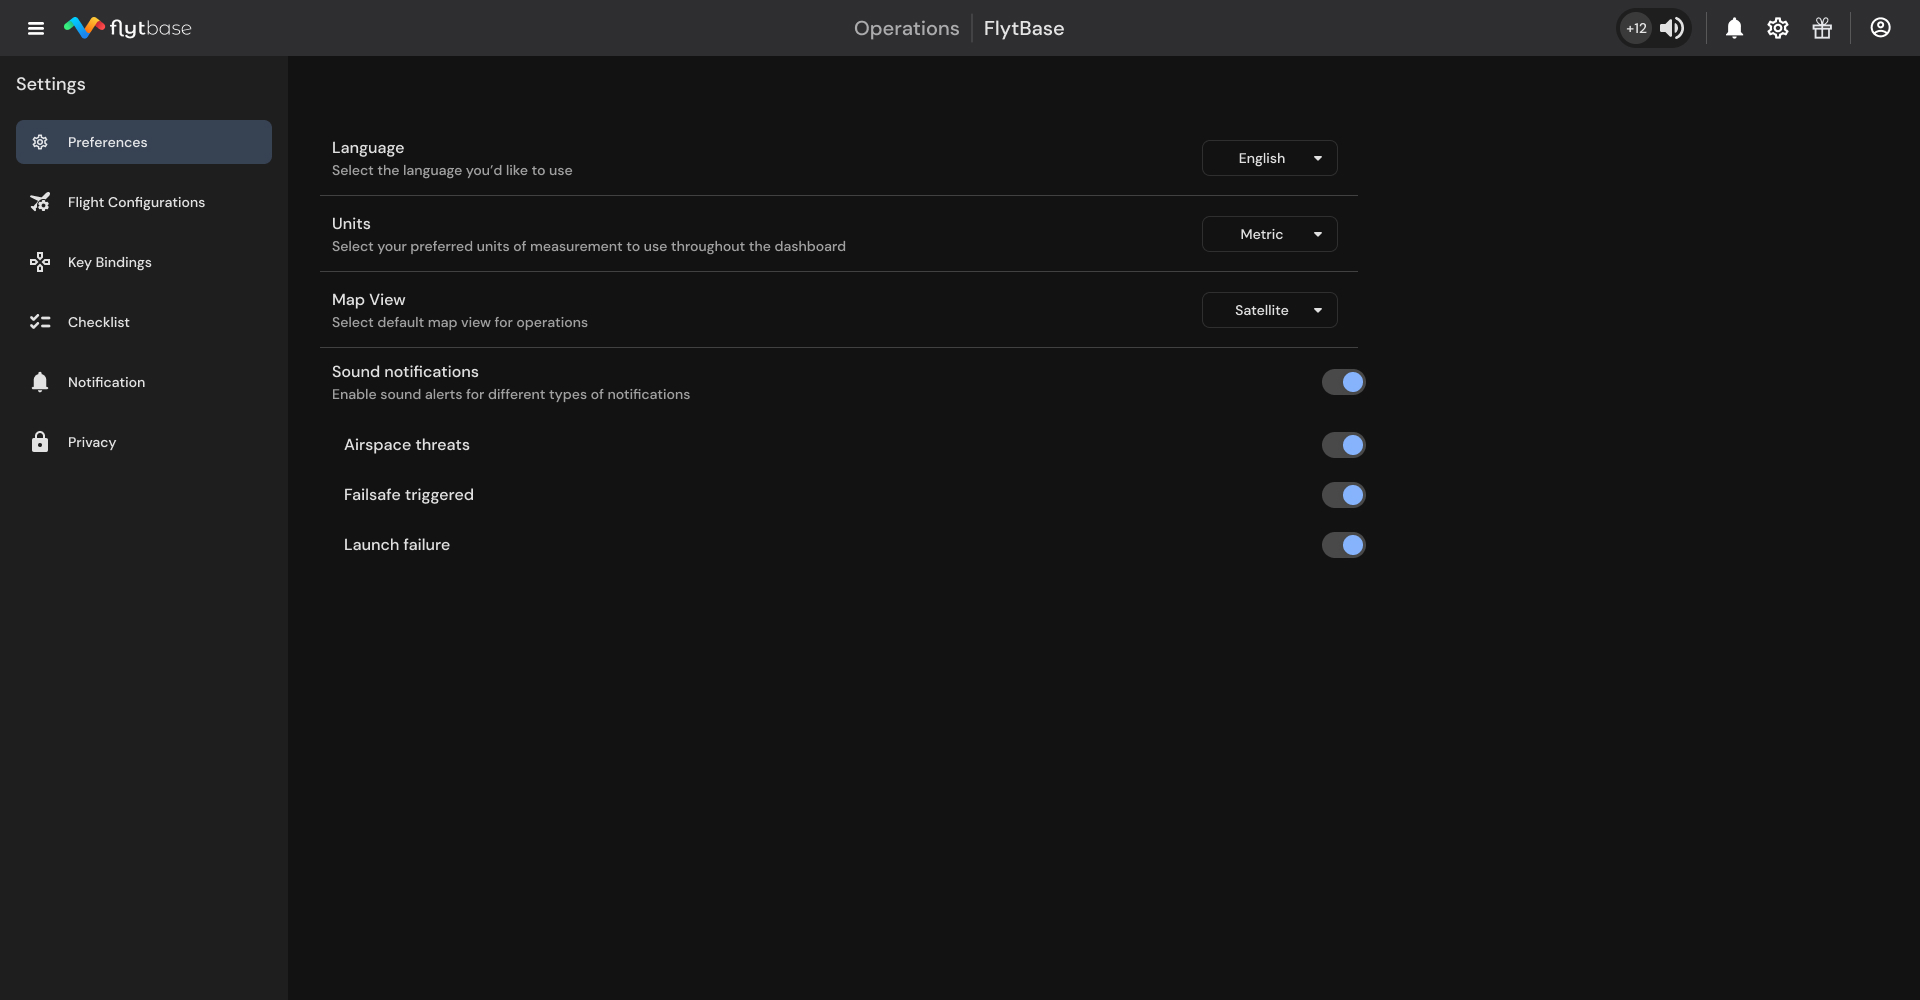 flytbase
Operations | FlytBase
+12
Settings
Preferences
Flight Configurations
Key Bindings
Checklist
Notification
Privacy
Language
Select the language you’d like to use
English
Units
Select your preferred units of measurement to use throughout the dashboard
Metric
Map View
Select default map view for operations
Satellite
Sound notifications
Enable sound alerts for different types of notifications
Airspace threats
Failsafe triggered
Launch failure